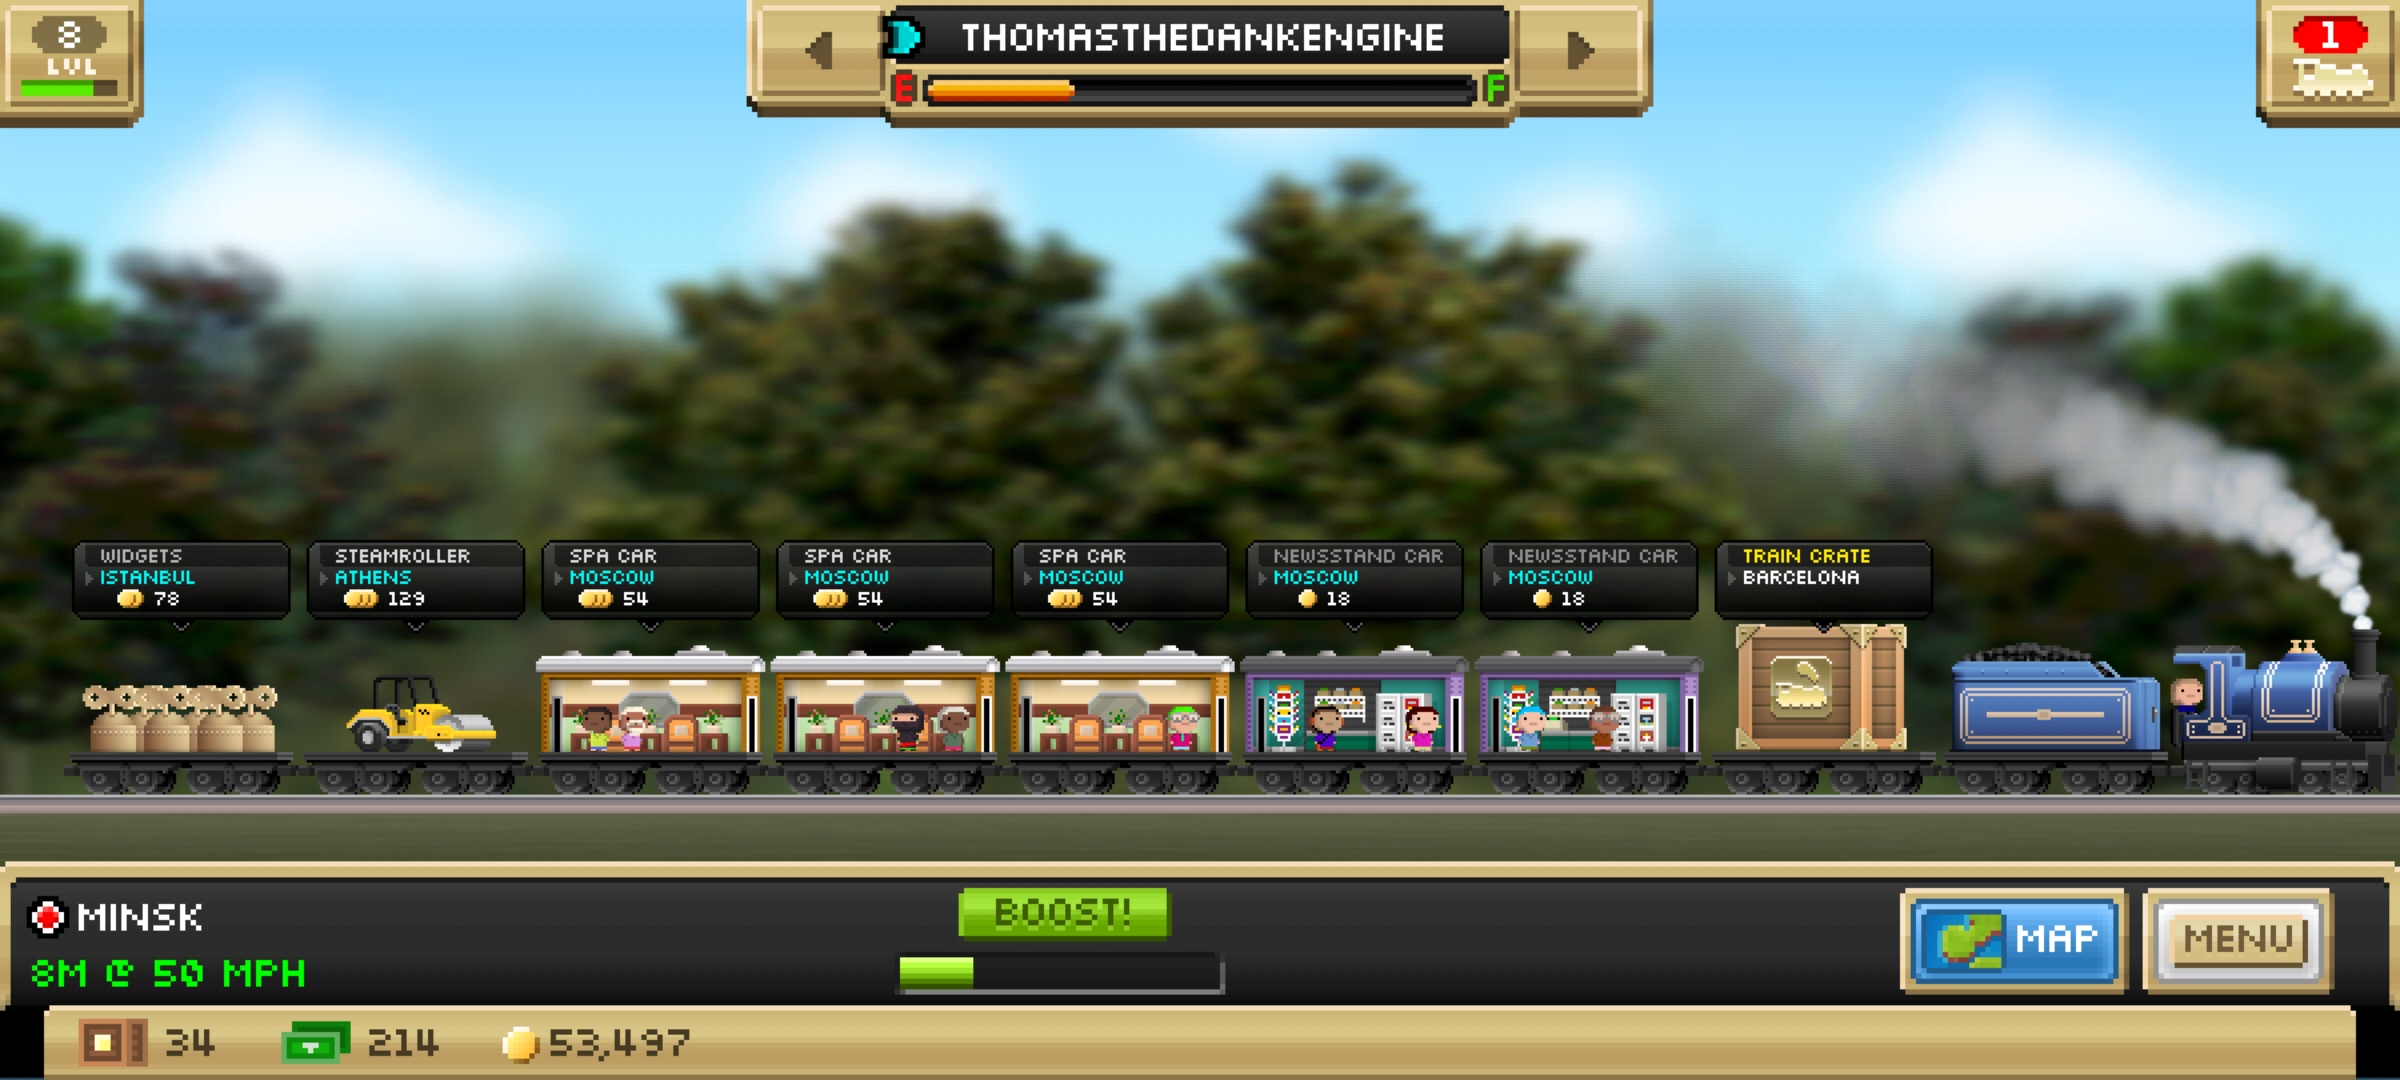 8
LVL
THOMASTHEDANKENGINE
E
F
1
WIDGETS
ISTANBUL
78
STEAMROLLER
ATHENS
129
SPA CAR
MOSCOW
54
SPA CAR
MOSCOW
54
SPA CAR
MOSCOW
54
NEWSSTAND CAR
MOSCOW
18
NEWSSTAND CAR
MOSCOW
18
TRAIN CRATE
BARCELONA
MINSK
8M @ 50 MPH
BOOST!
MAP
MENU
34
214
53,497